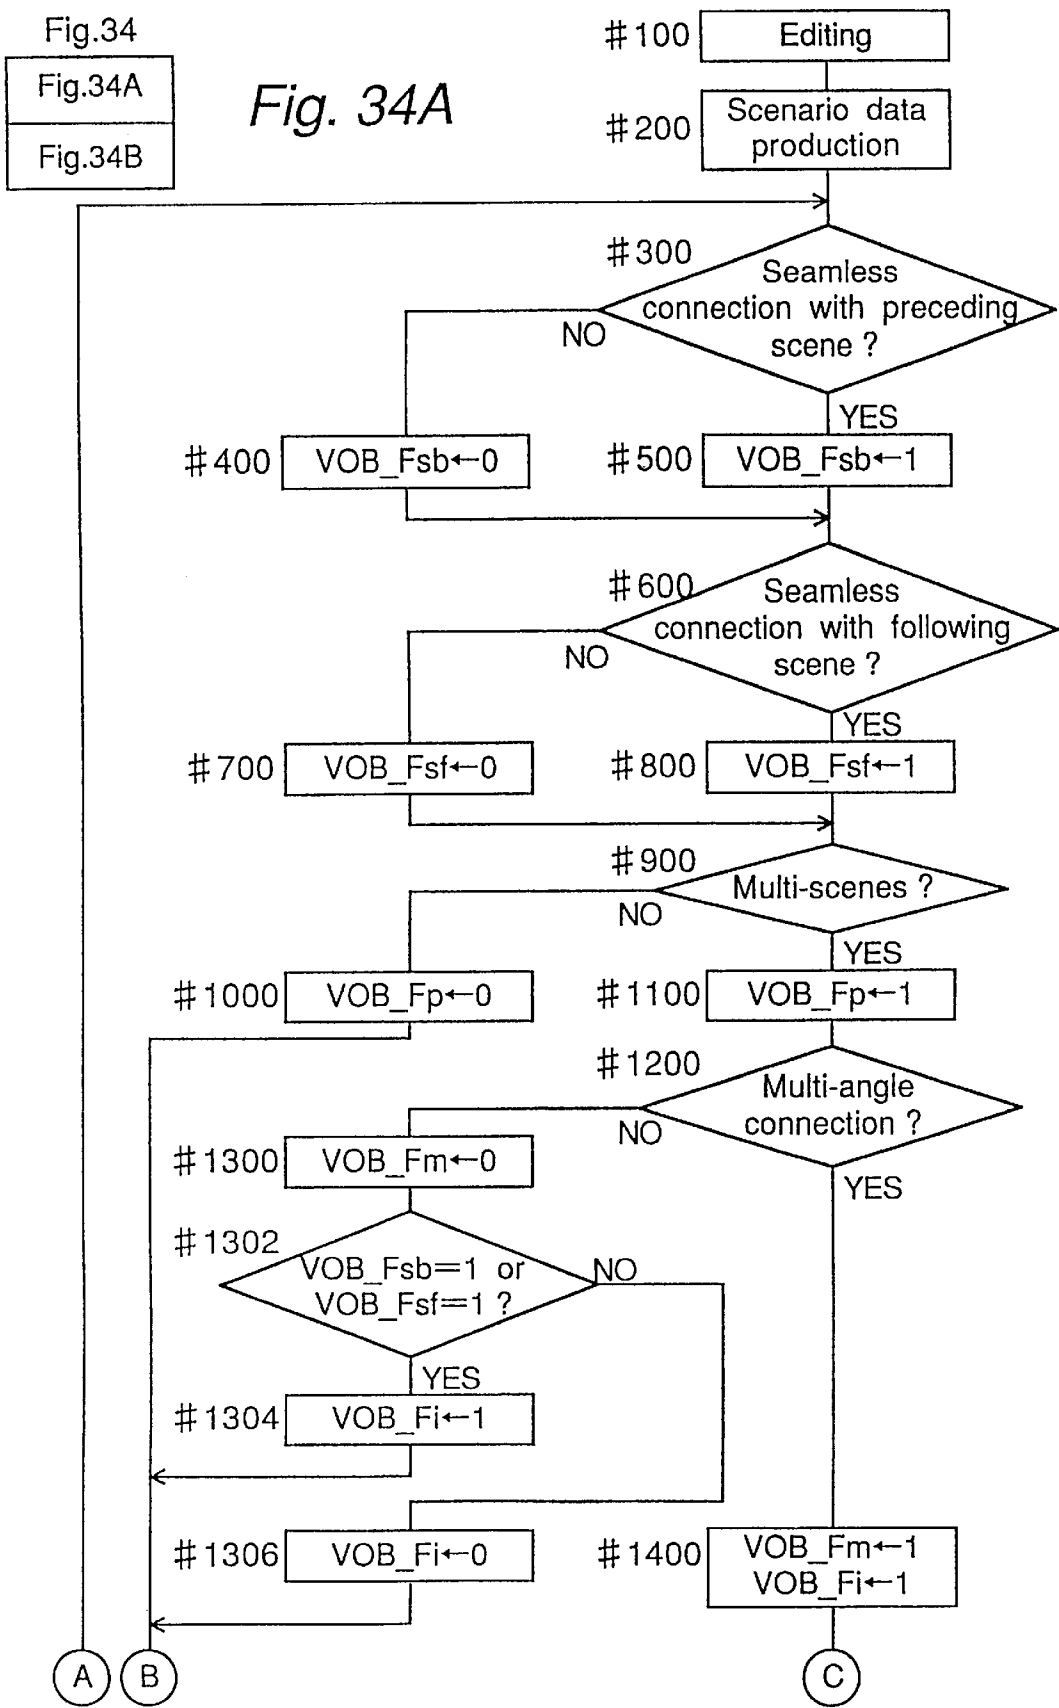 Fig.34
Fig.34A
Fig.34B
Fig. 34A
#100
Editing
#200
Scenario data
production
#300
Seamless
connection with preceding
scene ?
NO
YES
#400
VOB_Fsb←0
#500
VOB_Fsb←1
#600
Seamless
connection with following
scene ?
NO
YES
#700
VOB_Fsf←0
#800
VOB_Fsf←1
#900
Multi-scenes ?
NO
YES
#1000
VOB_Fp←0
#1100
VOB_Fp←1
#1200
Multi-angle
connection ?
NO
YES
#1300
VOB_Fm←0
#1302
VOB_Fsb=1 or
VOB_Fsf=1 ?
NO
YES
#1304
VOB_Fi←1
#1306
VOB_Fi←0
#1400
VOB_Fm←1
VOB_Fi←1
A
B
C